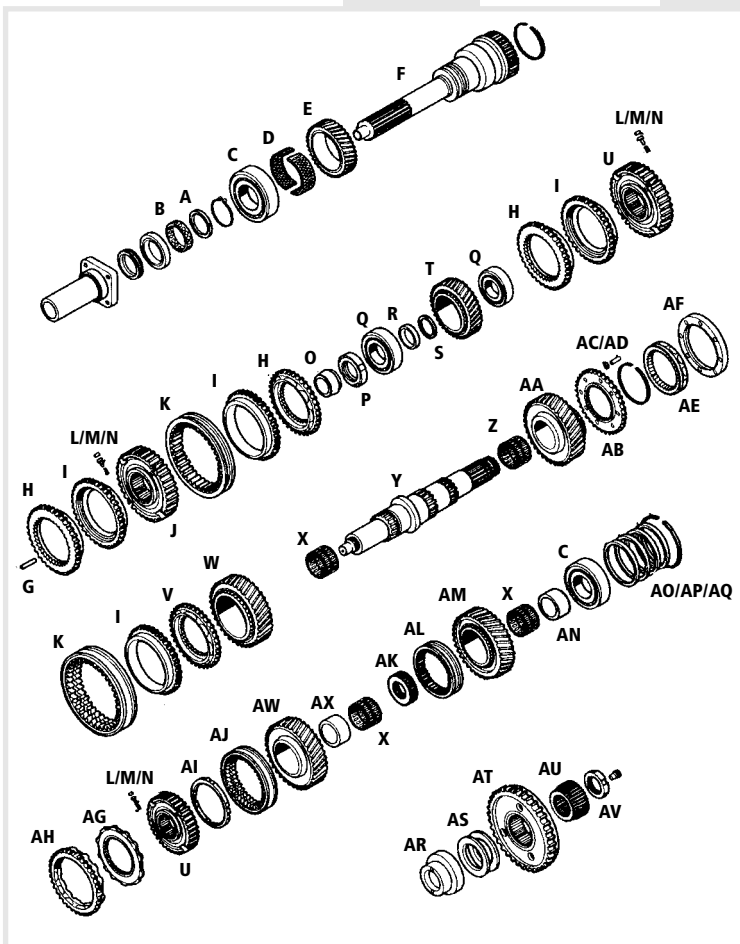 F
E
L/M/N
D
U
C
I
A
H
B
Q
T
AF
R
Q
AC/AD
S
H
O
AA
I
P
AE
K
Z
AB
L/M/N
I
Y
H
J
X
C
W
G
V
AM
X
I
AO/AP/AQ
K
AL
AN
AK
AX
AW
AJ
X
L/M/N
AI
AU
AT
AG
AS
AV
AH
AR
U